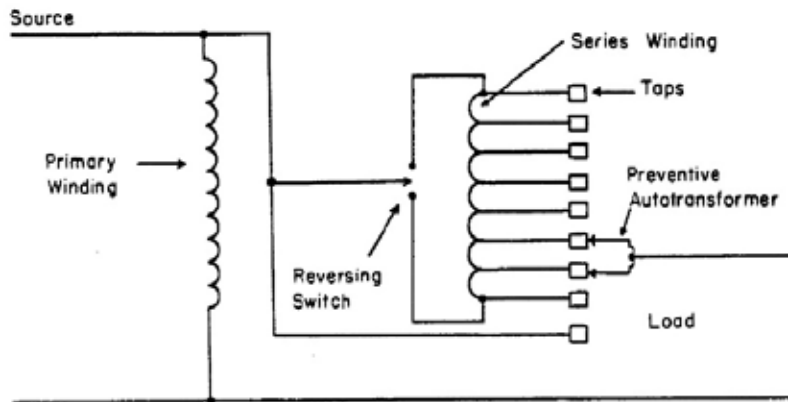 Source
Series Winding
Taps
Primary
Winding
Preventive
Autotransformer
Reversing
Switch
Load